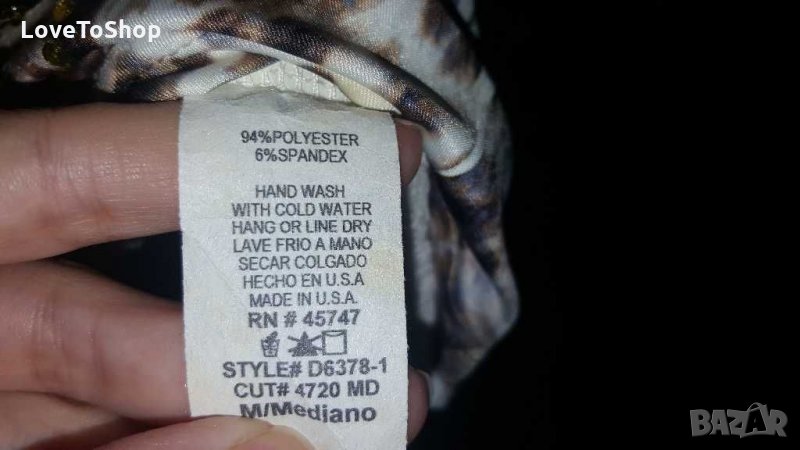 LoveToShop
94%POLYESTER
6%SPANDEX
HAND WASH
WITH COLD WATER
HANG OR LINE DRY
LAVE FRIO A MANO
SECAR COLGADO
HECHO EN U.S.A
MADE IN U.S.A.
RN # 45747
STYLE# D6378-1
CUT# 4720 MD
M/Mediano
BAZAR